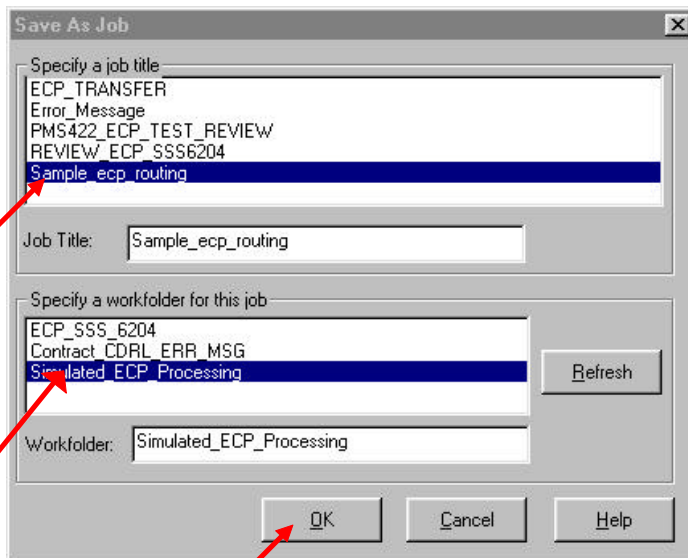 Save As Job
Specify a job title
ECP_TRANSFER
Error_Message
PMS422_ECP_TEST_REVIEW
REVIEW_ECP_SSS6204
Sample_ecp_routing
Job Title: Sample_ecp_routing
Specify a workfolder for this job
ECP_SSS_6204
Contract_CDRL_ERR_MSG
Simulated_ECP_Processing
Refresh
Workfolder: Simulated_ECP_Processing
OK Cancel Help